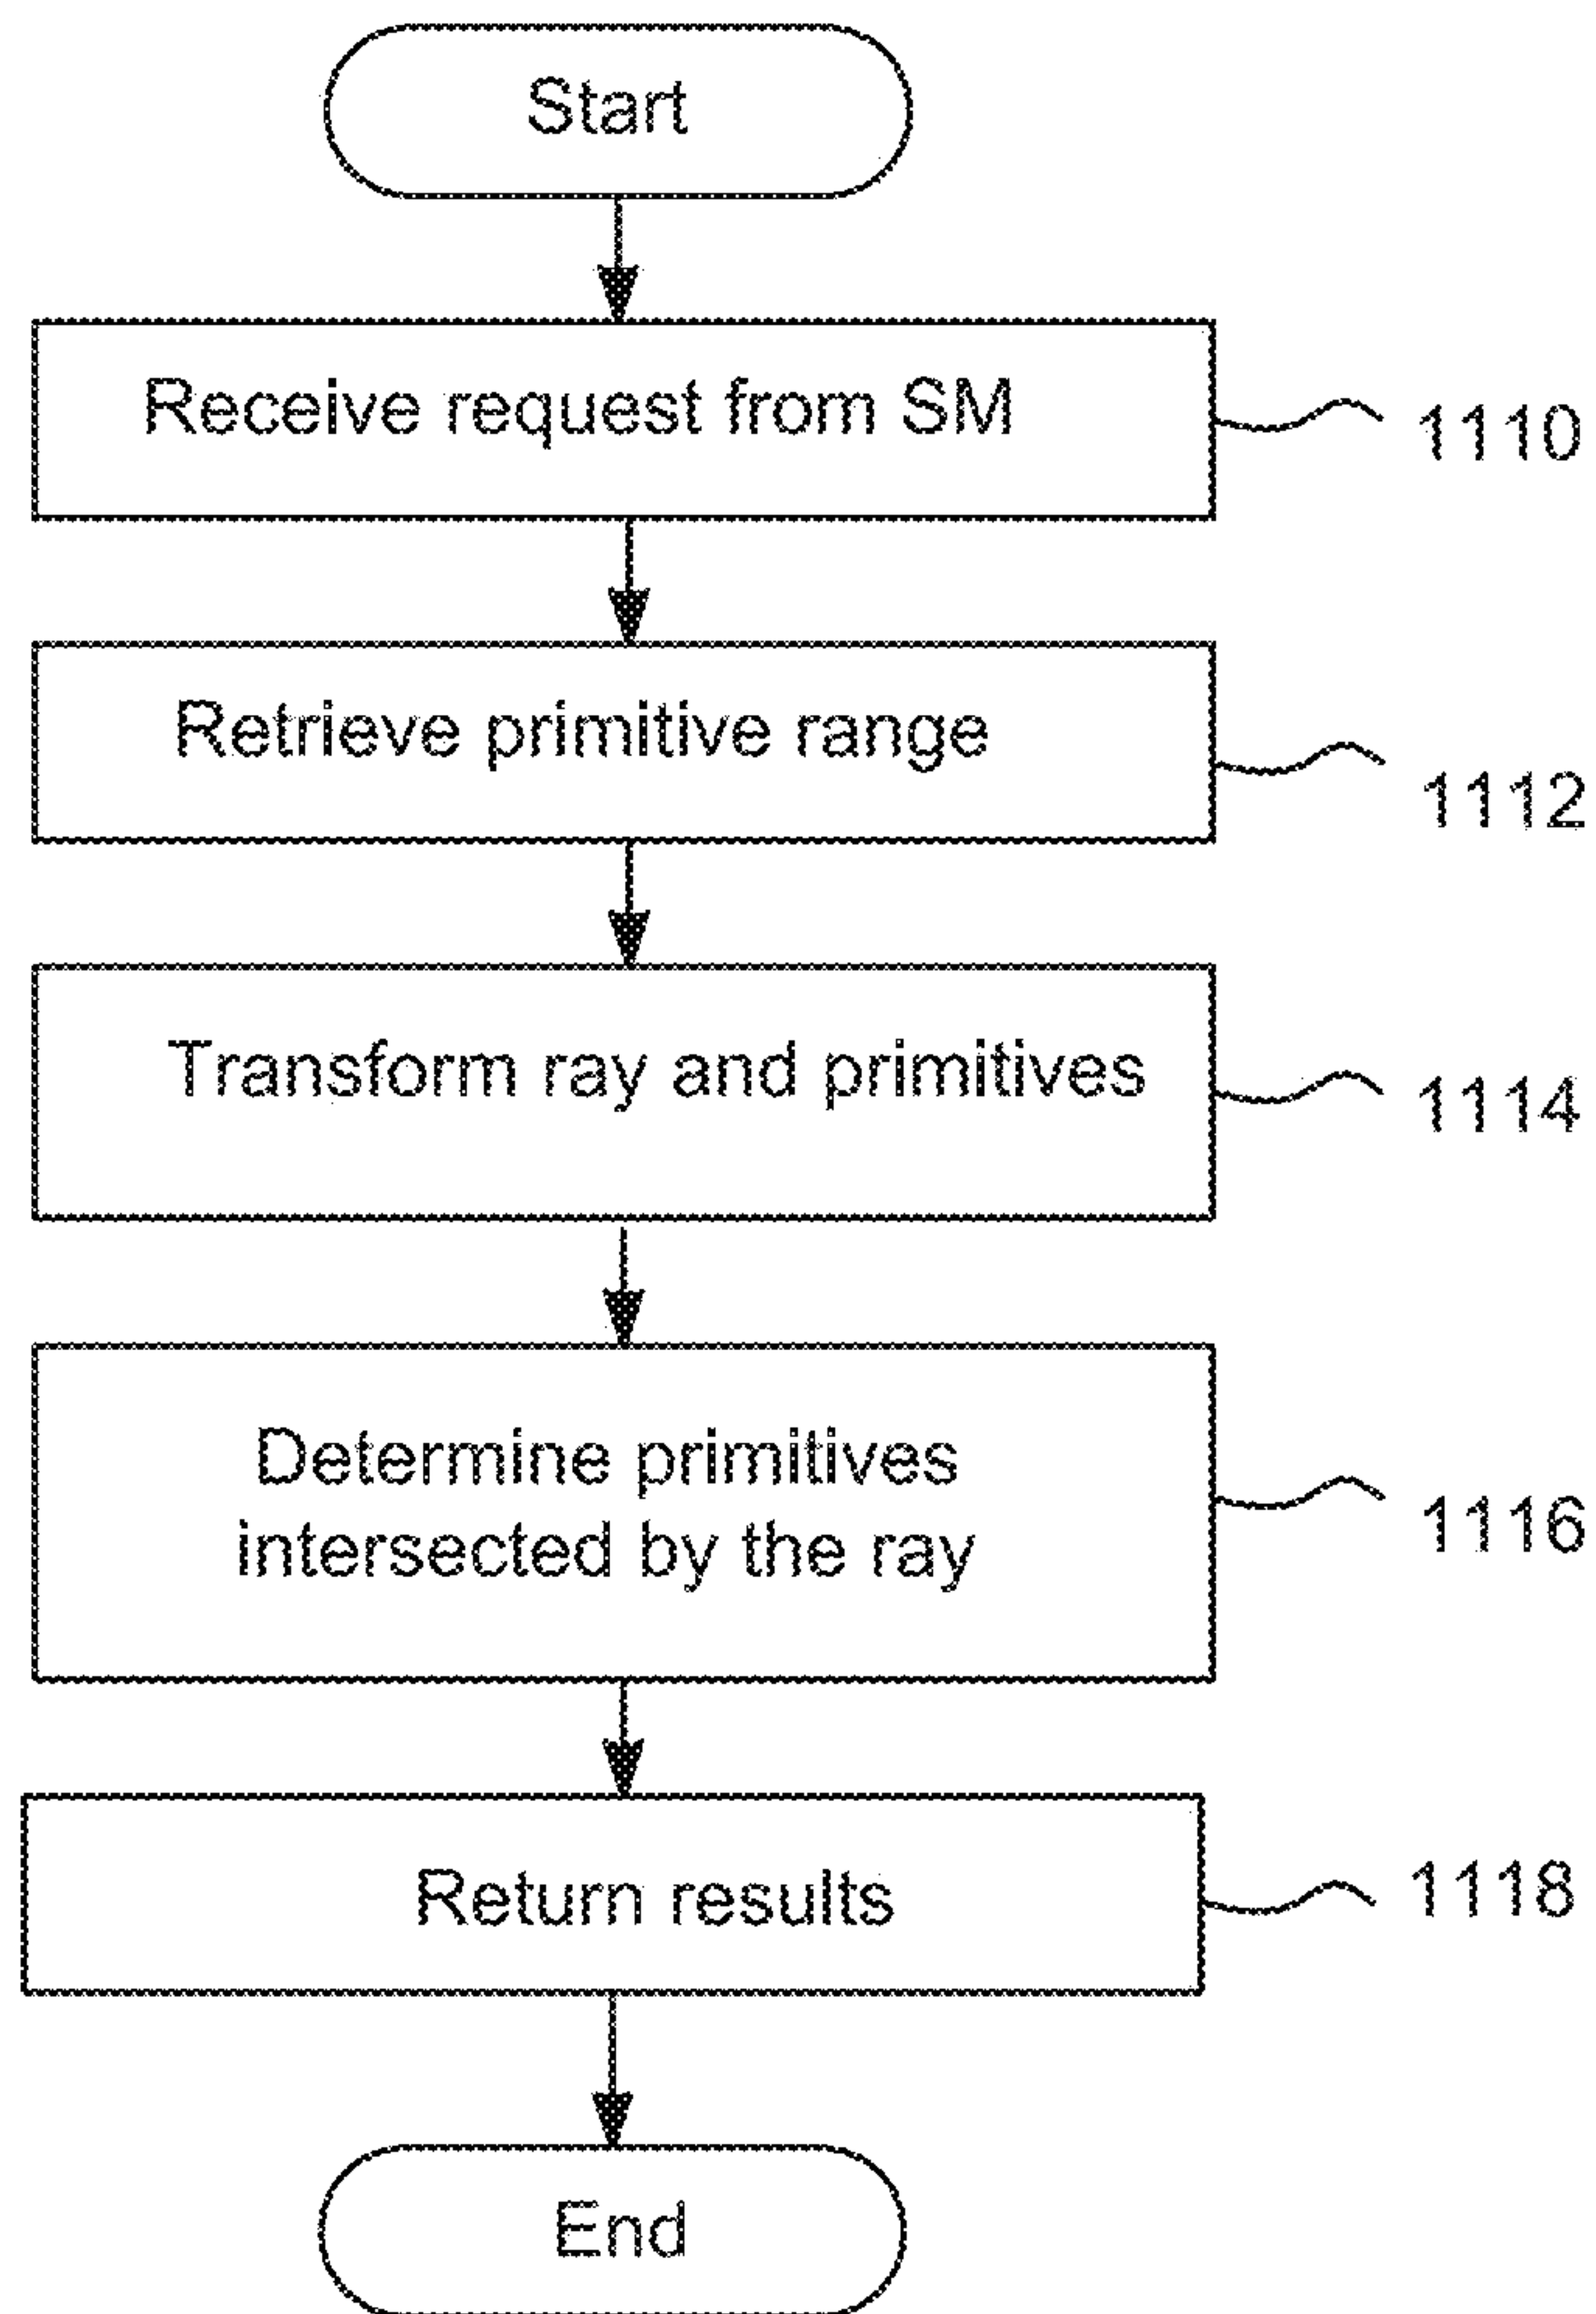 Start
Receive request from SM
1110
Retrieve primitive range
1112
Transform ray and primitives
1114
Determine primitives
intersected by the ray
1116
Return results
1118
End